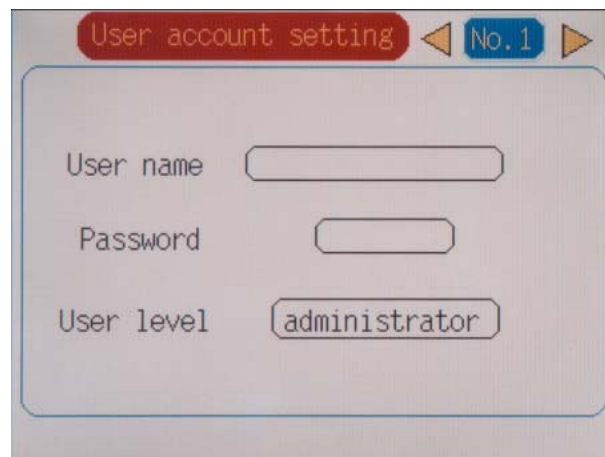 User account setting No.1
User name
Password
User level administrator